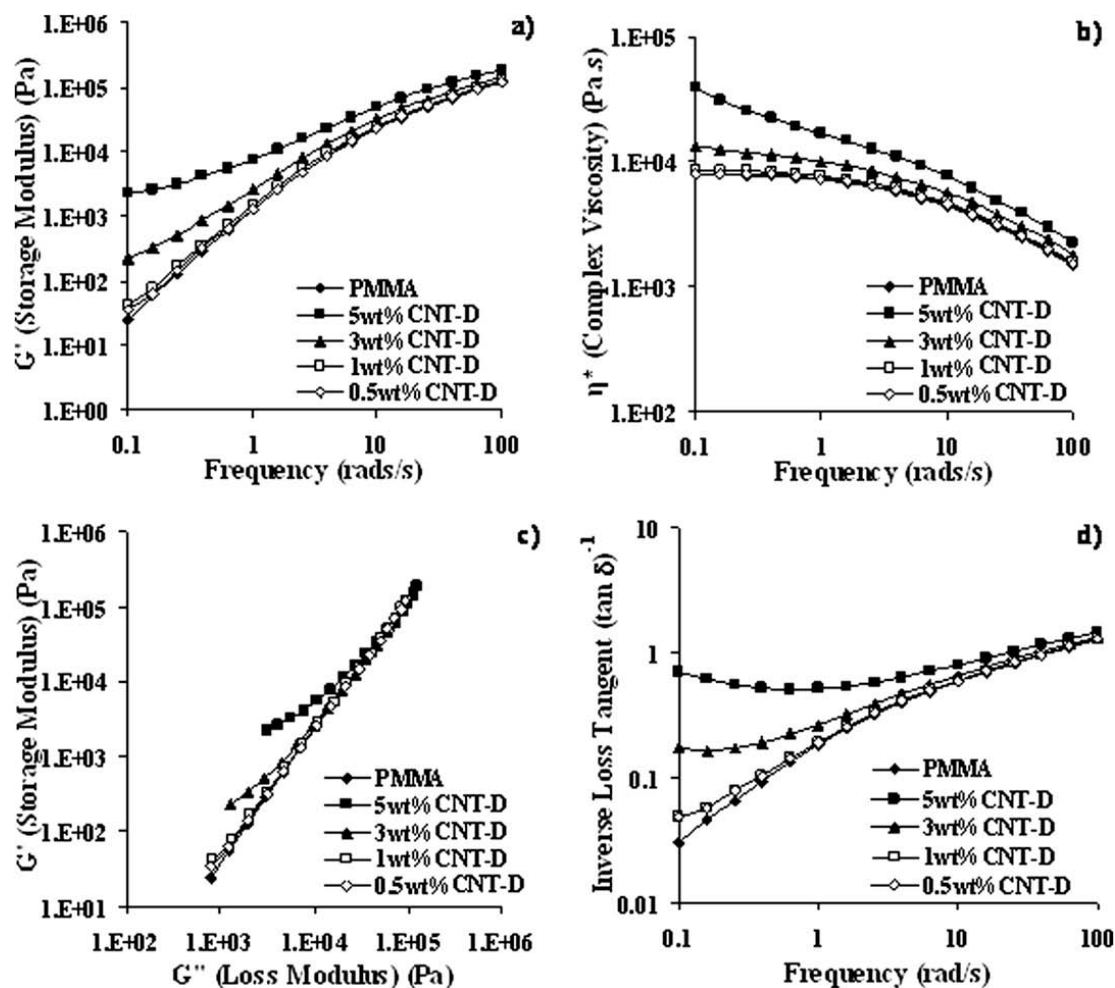 a)
G' (Storage Modulus) (Pa)
1.E+06
1.E+05
1.E+04
1.E+03
1.E+02
1.E+01
1.E+00
PMMA
5wt% CNT-D
3wt% CNT-D
1wt% CNT-D
0.5wt% CNT-D
0.1 1 10 100
Frequency (rads/s)
b)
η* (Complex Viscosity) (Pa.s)
1.E+05
1.E+04
1.E+03
1.E+02
PMMA
5wt% CNT-D
3wt% CNT-D
1wt% CNT-D
0.5wt% CNT-D
0.1 1 10 100
Frequency (rads/s)
c)
G' (Storage Modulus) (Pa)
1.E+06
1.E+05
1.E+04
1.E+03
1.E+02
1.E+01
PMMA
5wt% CNT-D
3wt% CNT-D
1wt% CNT-D
0.5wt% CNT-D
1.E+02 1.E+03 1.E+04 1.E+05 1.E+06
G'' (Loss Modulus) (Pa)
d)
Inverse Loss Tangent (tan δ)⁻¹
10
1
0.1
0.01
PMMA
5wt% CNT-D
3wt% CNT-D
1wt% CNT-D
0.5wt% CNT-D
0.1 1 10 100
Frequency (rad/s)